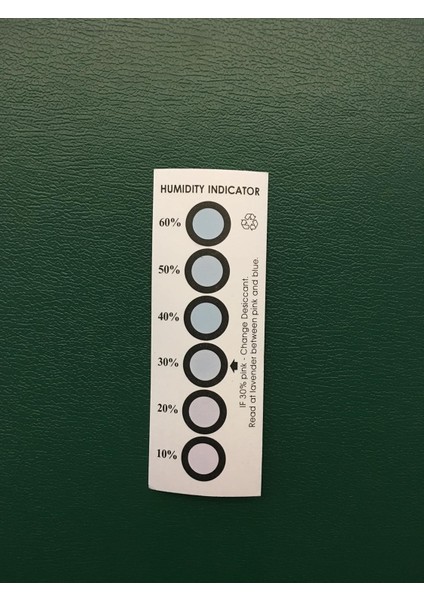 HUMIDITY INDICATOR
60%
50%
40%
30%
20%
10%
IF 30% pink - Change Desiccant.
Read at lavender between pink and blue.